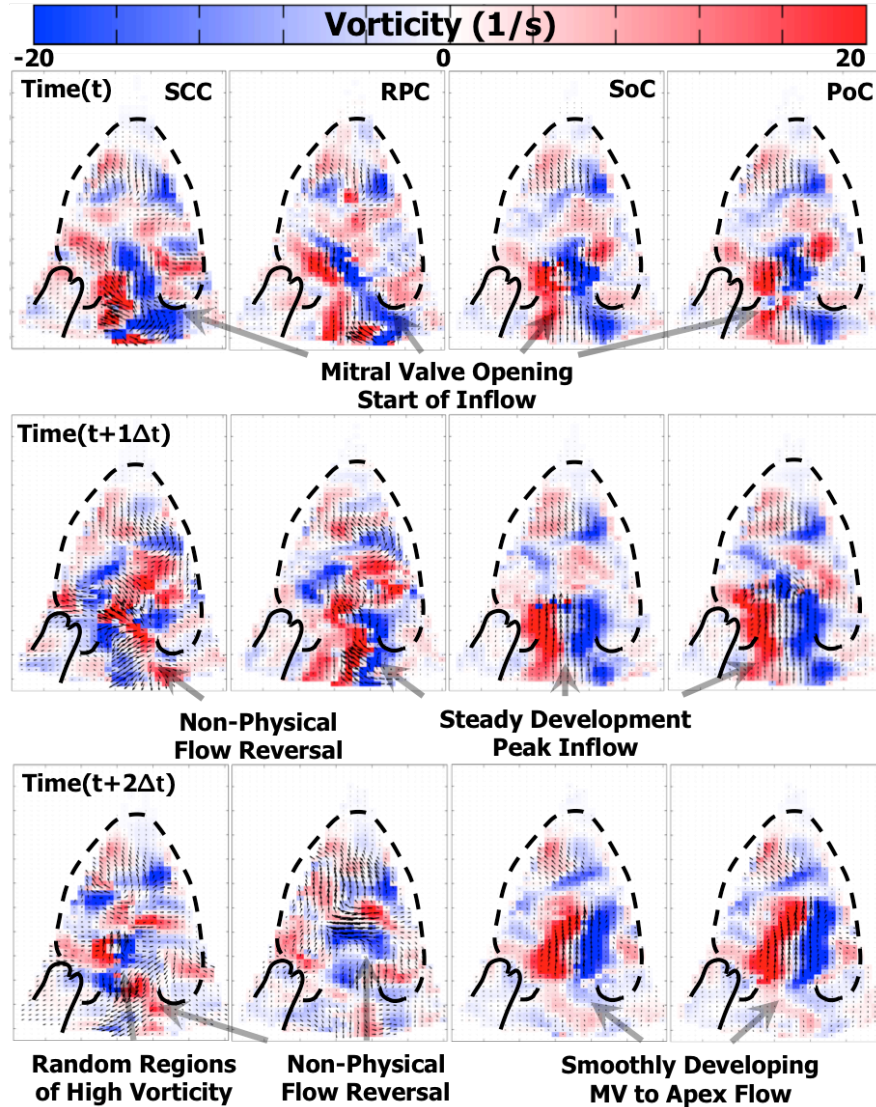 Vorticity (1/s)
-20 0 20
Time(t) SCC RPC SoC PoC
Mitral Valve Opening
Start of Inflow
Time(t+1Δt)
Non-Physical
Flow Reversal
Steady Development
Peak Inflow
Time(t+2Δt)
Random Regions
of High Vorticity
Non-Physical
Flow Reversal
Smoothly Developing
MV to Apex Flow